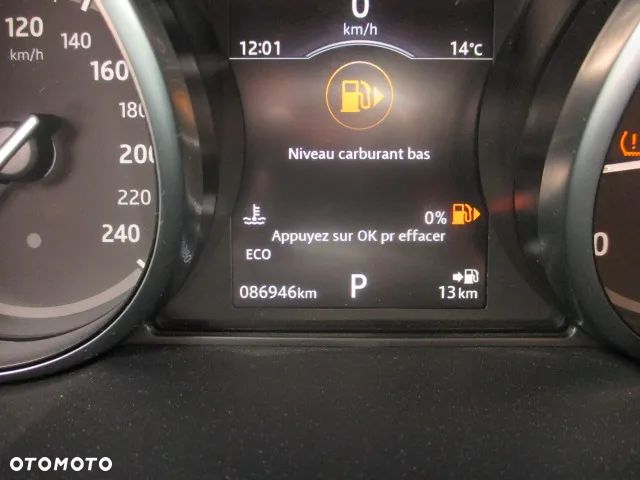 120
km/h
140
160
180
200
220
240
0
km/h
12:01
14°C
Niveau carburant bas
0%
Appuyez sur OK pr effacer
ECO
086946km
P
13 km
(!)
0
OTOMOTO